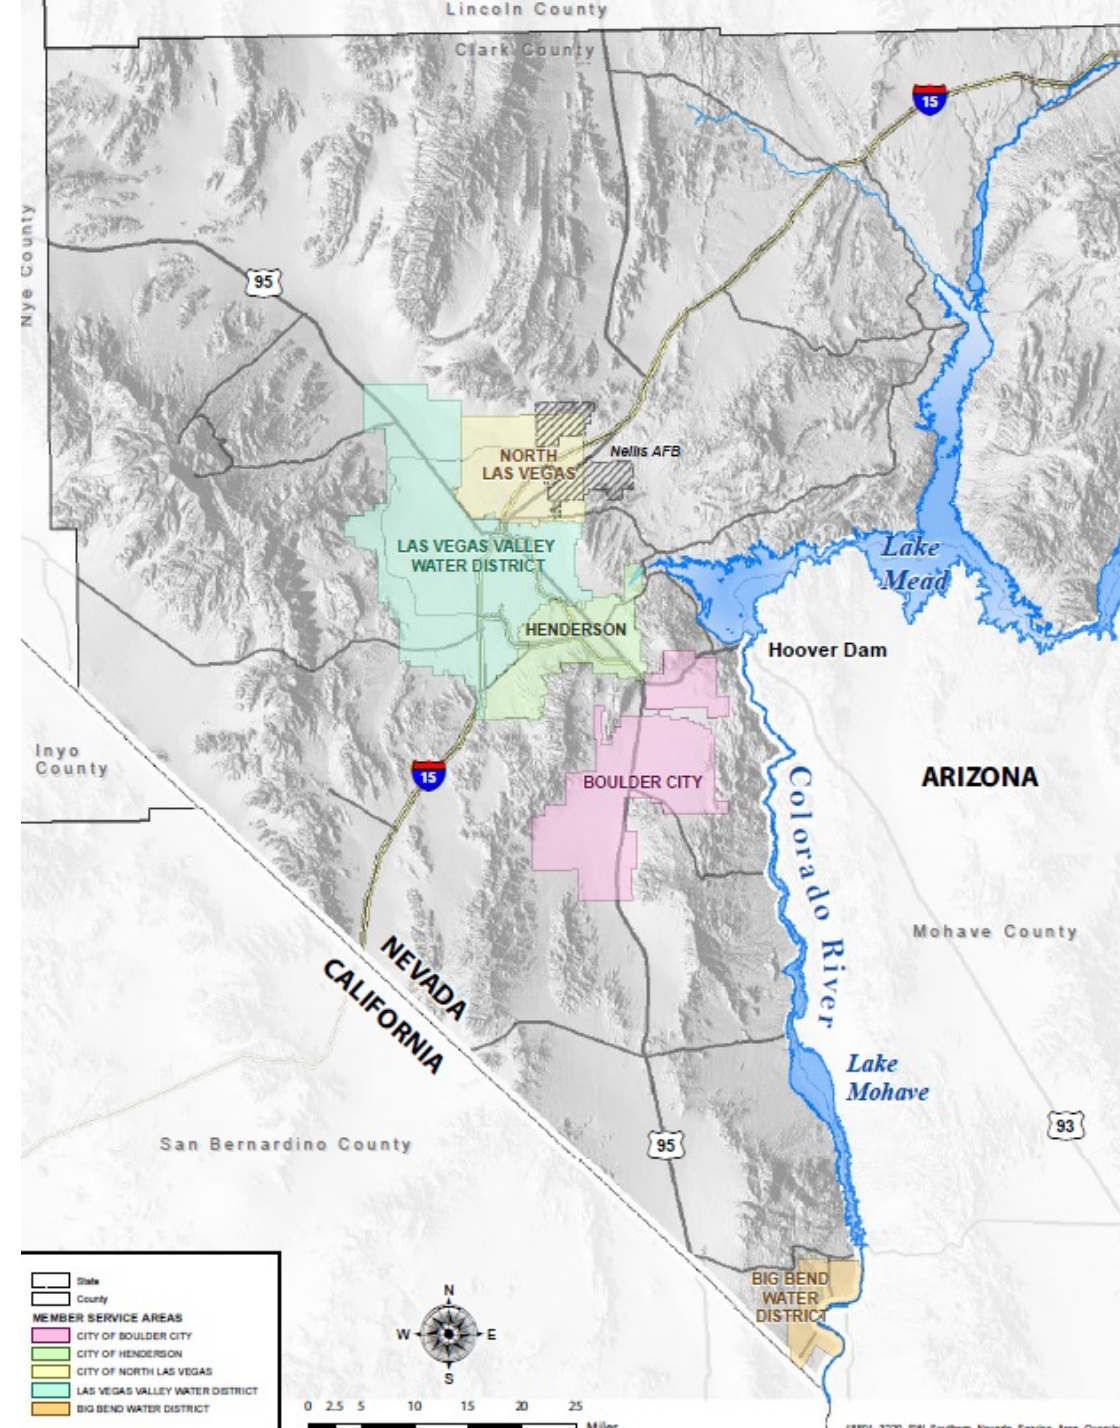 Lincoln County
Clark County
15
Nye County
95
NORTH
LAS VEGAS
Nellis AFB
LAS VEGAS VALLEY
WATER DISTRICT
Lake
Mead
HENDERSON
Hoover Dam
Inyo
County
15
BOULDER CITY
ARIZONA
Colorado River
Mohave County
NEVADA
CALIFORNIA
Lake
Mohave
93
San Bernardino County
95
BIG BEND
WATER
DISTRICT
State
County
MEMBER SERVICE AREAS
CITY OF BOULDER CITY
CITY OF HENDERSON
CITY OF NORTH LAS VEGAS
LAS VEGAS VALLEY WATER DISTRICT
BIG BEND WATER DISTRICT
N
W E
S
0 2.5 5 10 15 20 25
Miles